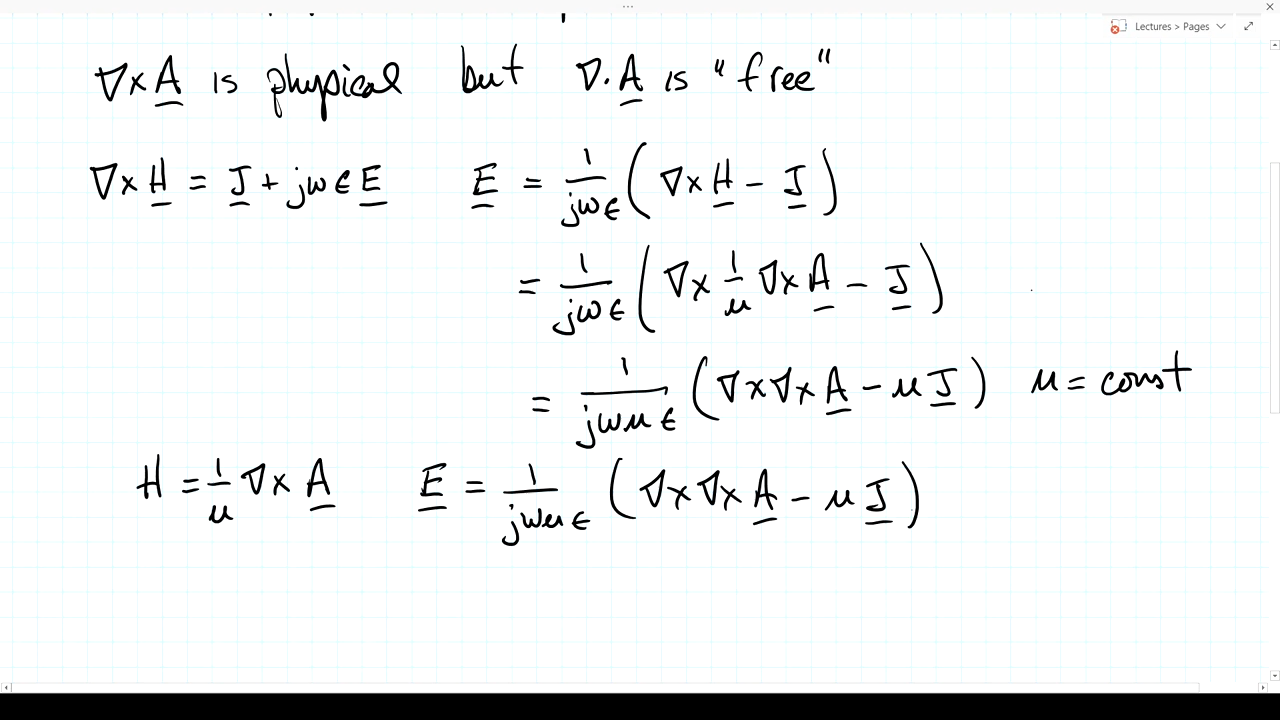 Lectures > Pages
∇×A is physical but ∇·A is "free"
∇×H = J + jωϵE E = 1/jωϵ (∇×H − J)
= 1/jωϵ (∇× 1/μ ∇×A − J)
= 1/jωμϵ (∇×∇×A − μJ) μ = const
H = 1/μ ∇×A E = 1/jωμϵ (∇×∇×A − μJ)